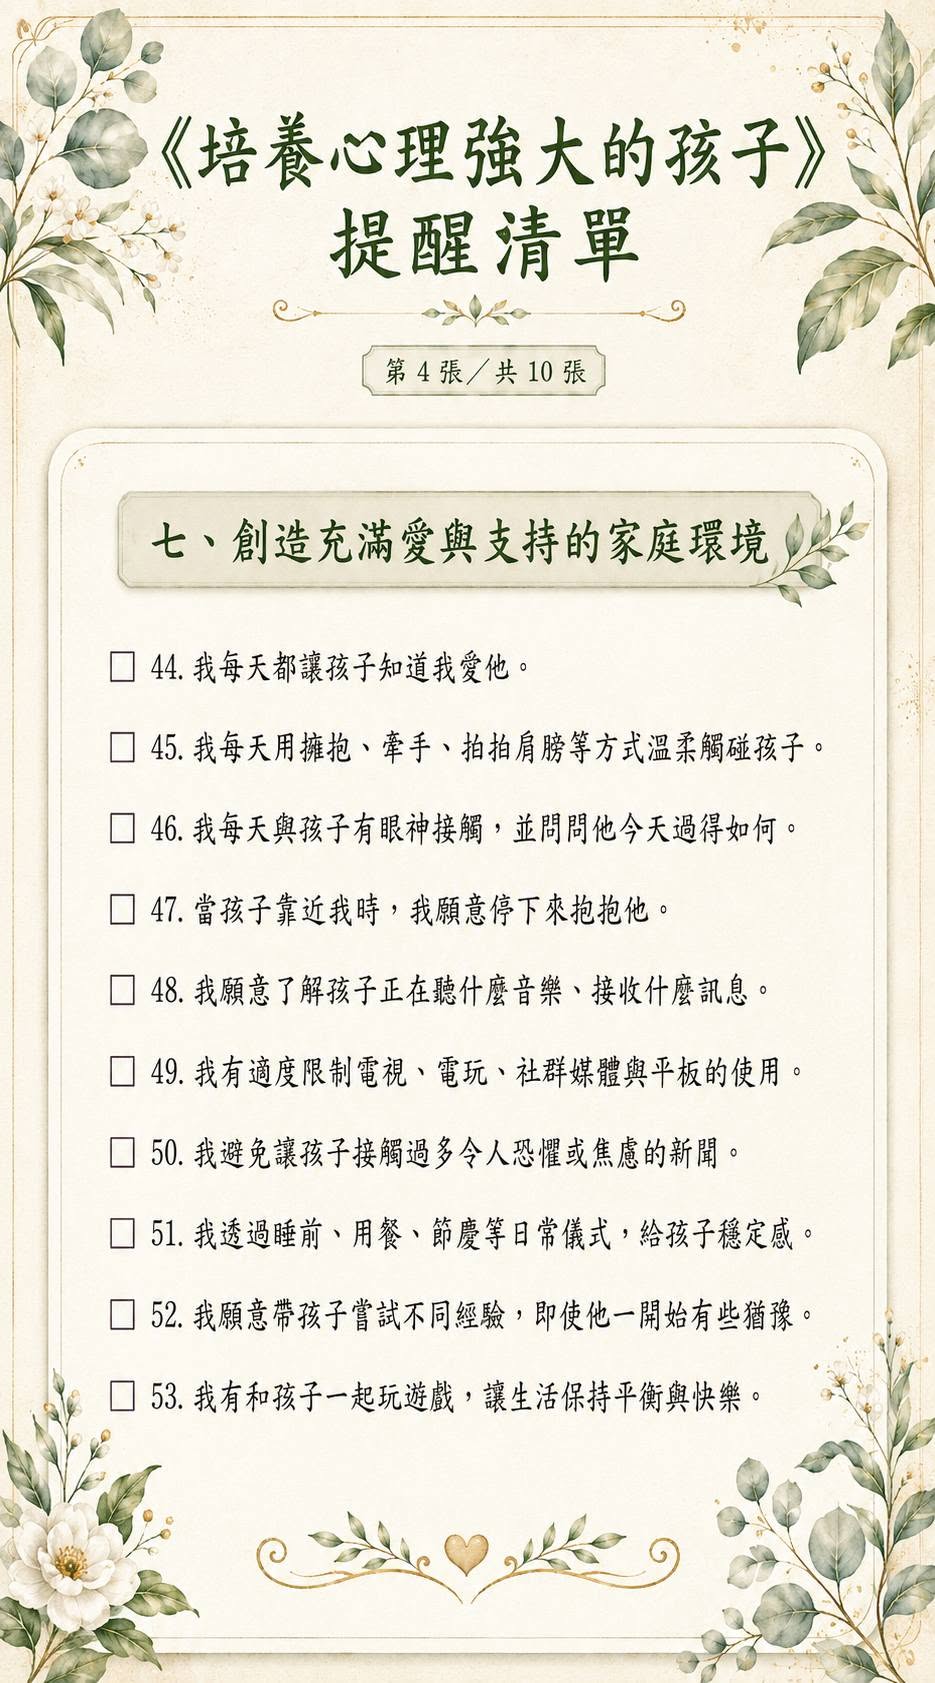 《培養心理強大的孩子》
提醒清單
第 4 張／共 10 張
七、創造充滿愛與支持的家庭環境
□ 44. 我每天都讓孩子知道我愛他。
□ 45. 我每天用擁抱、牽手、拍拍肩膀等方式溫柔觸碰孩子。
□ 46. 我每天與孩子有眼神接觸，並問問他今天過得如何。
□ 47. 當孩子靠近我時，我願意停下來抱抱他。
□ 48. 我願意了解孩子正在聽什麼音樂、接收什麼訊息。
□ 49. 我有適度限制電視、電玩、社群媒體與平板的使用。
□ 50. 我避免讓孩子接觸過多令人恐懼或焦慮的新聞。
□ 51. 我透過睡前、用餐、節慶等日常儀式，給孩子穩定感。
□ 52. 我願意帶孩子嘗試不同經驗，即使他一開始有些猶豫。
□ 53. 我有和孩子一起玩遊戲，讓生活保持平衡與快樂。